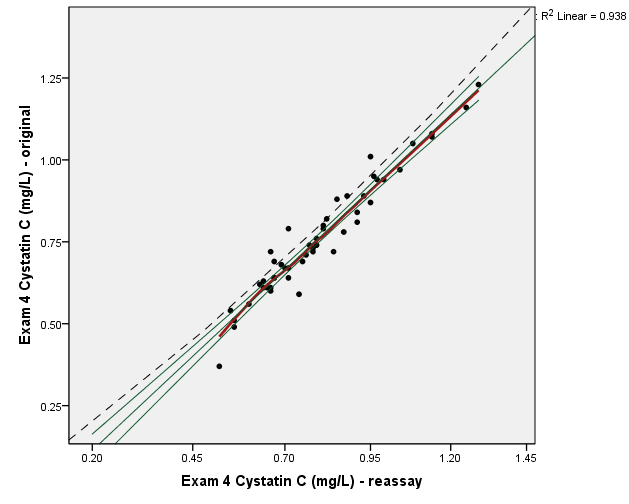 : R2 Linear = 0.938
Exam 4 Cystatin C (mg/L) - original
1.25
1.00
0.75
0.50
0.25
0.20 0.45 0.70 0.95 1.20 1.45
Exam 4 Cystatin C (mg/L) - reassay